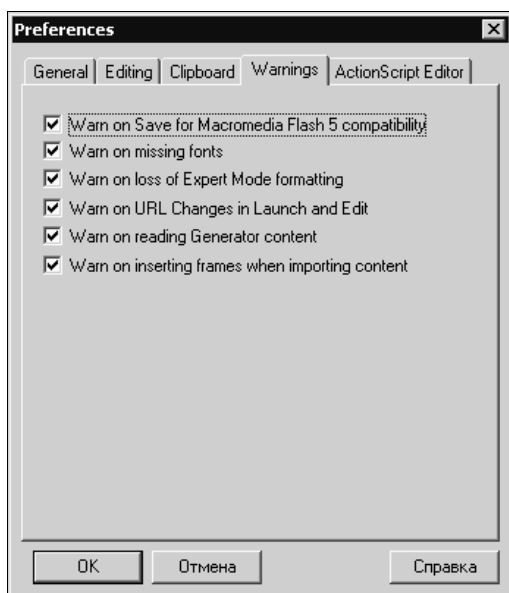 Preferences
General Editing Clipboard Warnings ActionScript Editor
Warn on Save for Macromedia Flash 5 compatibility
Warn on missing fonts
Warn on loss of Expert Mode formatting
Warn on URL Changes in Launch and Edit
Warn on reading Generator content
Warn on inserting frames when importing content
OK Отмена Справка